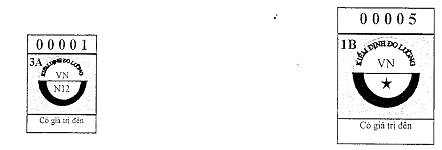 00001
3A
KIỂM ĐỊNH ĐO LƯỜNG
VN
N12
Có giá trị đến
00005
1B
KIỂM ĐỊNH ĐO LƯỜNG
VN
Có giá trị đến